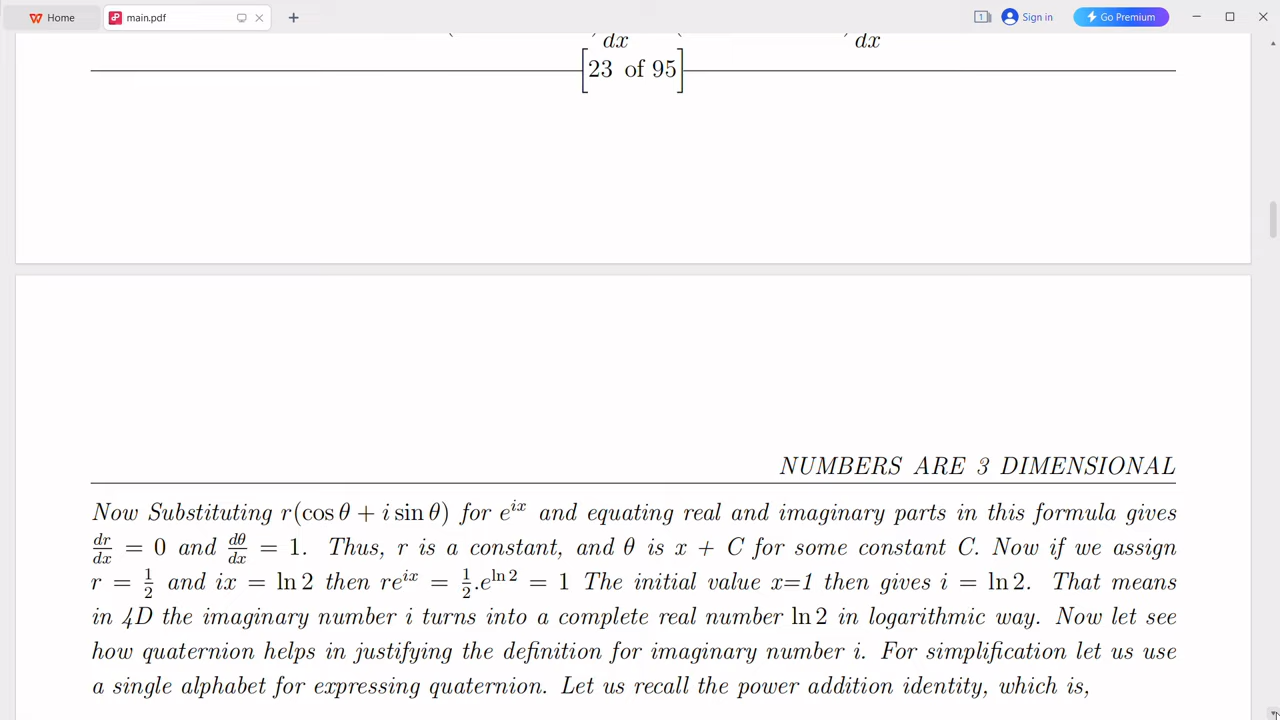 Home
main.pdf
1
Sign in
Go Premium
dx dx
[23 of 95]
NUMBERS ARE 3 DIMENSIONAL
Now Substituting r(cos θ + i sin θ) for e^{ix} and equating real and imaginary parts in this formula gives
dr/dx = 0 and dθ/dx = 1. Thus, r is a constant, and θ is x + C for some constant C. Now if we assign
r = 1/2 and ix = ln 2 then re^{ix} = 1/2.e^{ln 2} = 1 The initial value x=1 then gives i = ln 2. That means
in 4D the imaginary number i turns into a complete real number ln 2 in logarithmic way. Now let see
how quaternion helps in justifying the definition for imaginary number i. For simplification let us use
a single alphabet for expressing quaternion. Let us recall the power addition identity, which is,